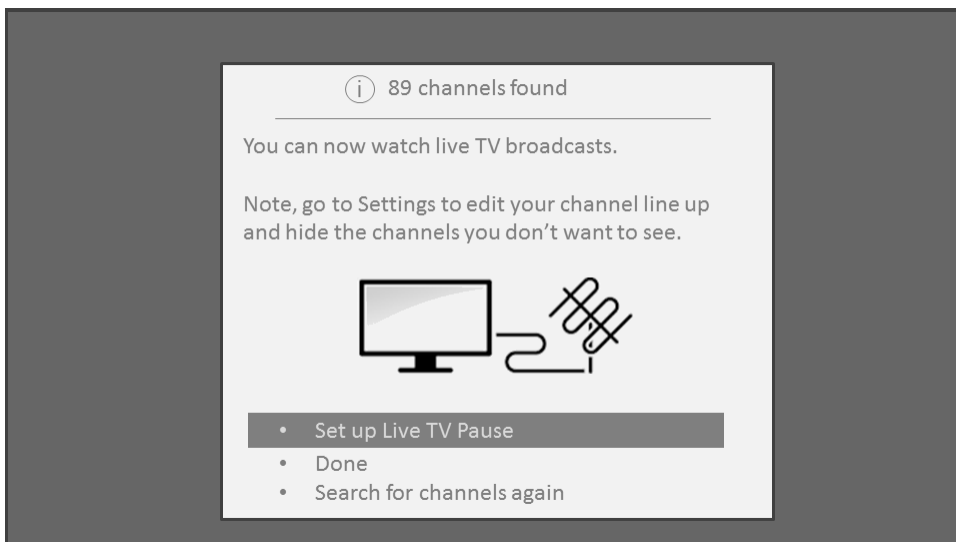 i 89 channels found
You can now watch live TV broadcasts.
Note, go to Settings to edit your channel line up
and hide the channels you don't want to see.
• Set up Live TV Pause
• Done
• Search for channels again